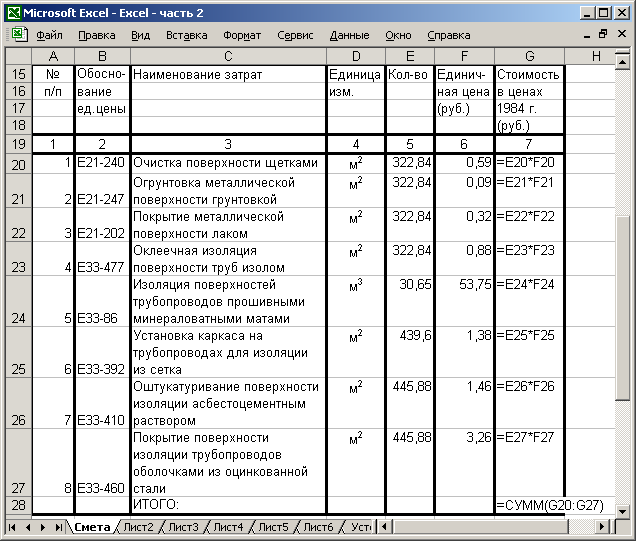 Microsoft Excel - Excel - часть 2
Файл Правка Вид Вставка Формат Сервис Данные Окно Справка
A B C D E F G H
15 № Обосно- Наименование затрат Единица Кол-во Единич- Стоимость
16 п/п вание изм. ная цена в ценах
17 ед.цены (руб.) 1984 г.
18 (руб.)
19 1 2 3 4 5 6 7
20 1 E21-240 Очистка поверхности щетками м² 322,84 0,59 =E20*F20
Огрунтовка металлической м² 322,84 0,09 =E21*F21
21 2 E21-247 поверхности грунтовкой
Покрытие металлической м² 322,84 0,32 =E22*F22
22 3 E21-202 поверхности лаком
Оклеечная изоляция м² 322,84 0,88 =E23*F23
23 4 E33-477 поверхности труб изолом
Изоляция поверхностей м³ 30,65 53,75 =E24*F24
трубопроводов прошивными
24 5 E33-86 минераловатными матами
Установка каркаса на м² 439,6 1,38 =E25*F25
трубопроводах для изоляции
25 6 E33-392 из сетка
Оштукатуривание поверхности м² 445,88 1,46 =E26*F26
изоляции асбестоцементным
26 7 E33-410 раствором
Покрытие поверхности м² 445,88 3,26 =E27*F27
изоляции трубопроводов
оболочками из оцинкованной
27 8 E33-460 стали
28 ИТОГО: =СУММ(G20:G27)
Смета Лист2 Лист3 Лист4 Лист5 Лист6 Уст